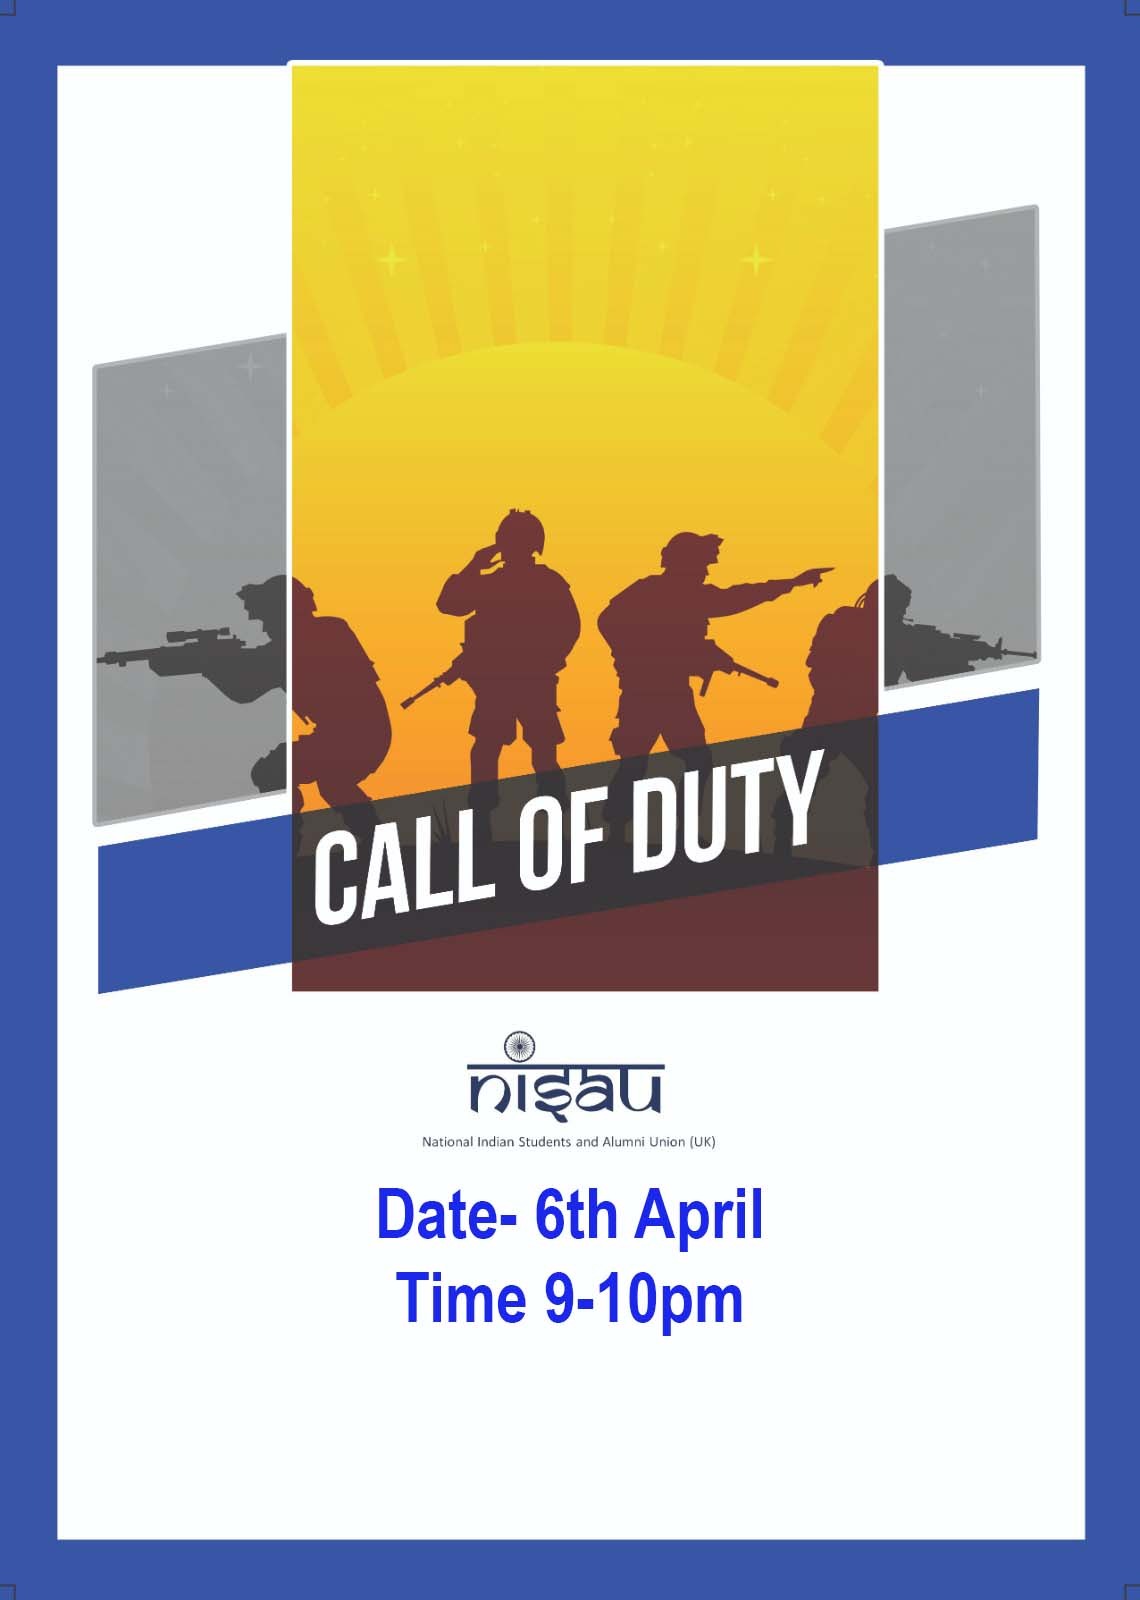 CALL OF DUTY
nisau
National Indian Students and Alumni Union (UK)
Date- 6th April
Time 9-10pm